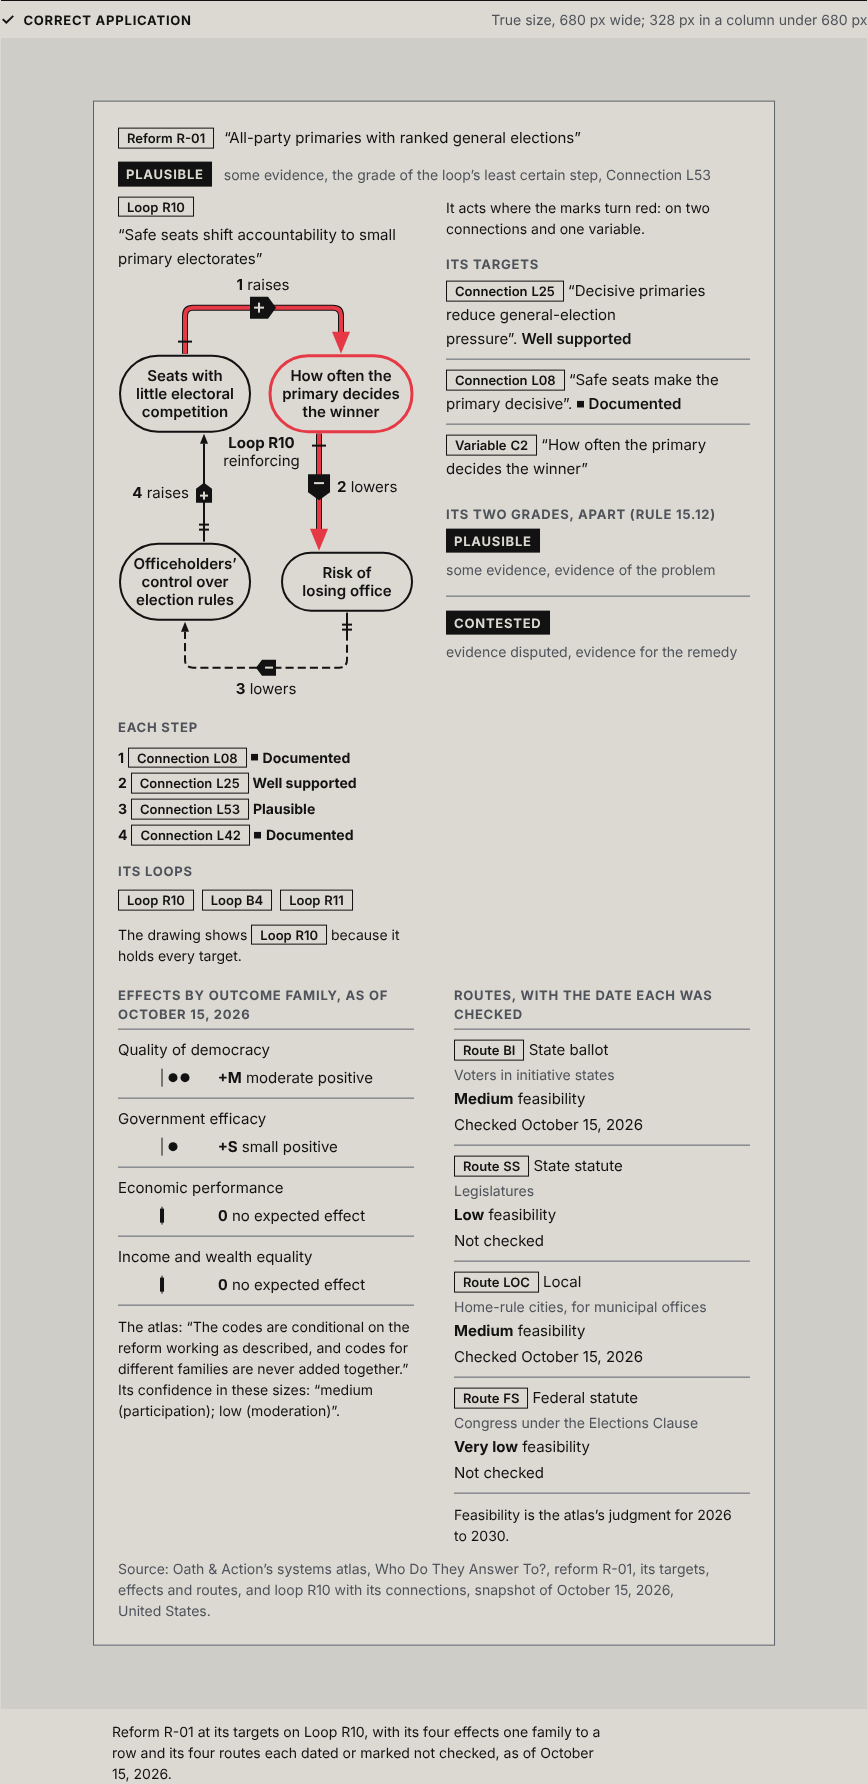 ✓ CORRECT APPLICATION
True size, 680 px wide; 328 px in a column under 680 px
Reform R-01 “All-party primaries with ranked general elections”
PLAUSIBLE some evidence, the grade of the loop’s least certain step, Connection L53
Loop R10
“Safe seats shift accountability to small
primary electorates”
1 raises
+
Seats with
little electoral
competition
How often the
primary decides
the winner
Loop R10
reinforcing
−
2 lowers
4 raises
+
Officeholders’
control over
election rules
Risk of
losing office
−
3 lowers
It acts where the marks turn red: on two
connections and one variable.
ITS TARGETS
Connection L25 “Decisive primaries
reduce general-election
pressure”. Well supported
Connection L08 “Safe seats make the
primary decisive”. ■ Documented
Variable C2 “How often the primary
decides the winner”
ITS TWO GRADES, APART (RULE 15.12)
PLAUSIBLE
some evidence, evidence of the problem
CONTESTED
evidence disputed, evidence for the remedy
EACH STEP
1 Connection L08 ■ Documented
2 Connection L25 Well supported
3 Connection L53 Plausible
4 Connection L42 ■ Documented
ITS LOOPS
Loop R10 Loop B4 Loop R11
The drawing shows Loop R10 because it
holds every target.
EFFECTS BY OUTCOME FAMILY, AS OF
OCTOBER 15, 2026
Quality of democracy
+M moderate positive
Government efficacy
+S small positive
Economic performance
0 no expected effect
Income and wealth equality
0 no expected effect
The atlas: “The codes are conditional on the
reform working as described, and codes for
different families are never added together.”
Its confidence in these sizes: “medium
(participation); low (moderation)”.
ROUTES, WITH THE DATE EACH WAS
CHECKED
Route BI State ballot
Voters in initiative states
Medium feasibility
Checked October 15, 2026
Route SS State statute
Legislatures
Low feasibility
Not checked
Route LOC Local
Home-rule cities, for municipal offices
Medium feasibility
Checked October 15, 2026
Route FS Federal statute
Congress under the Elections Clause
Very low feasibility
Not checked
Feasibility is the atlas’s judgment for 2026
to 2030.
Source: Oath & Action’s systems atlas, Who Do They Answer To?, reform R-01, its targets,
effects and routes, and loop R10 with its connections, snapshot of October 15, 2026,
United States.
Reform R-01 at its targets on Loop R10, with its four effects one family to a
row and its four routes each dated or marked not checked, as of October
15, 2026.